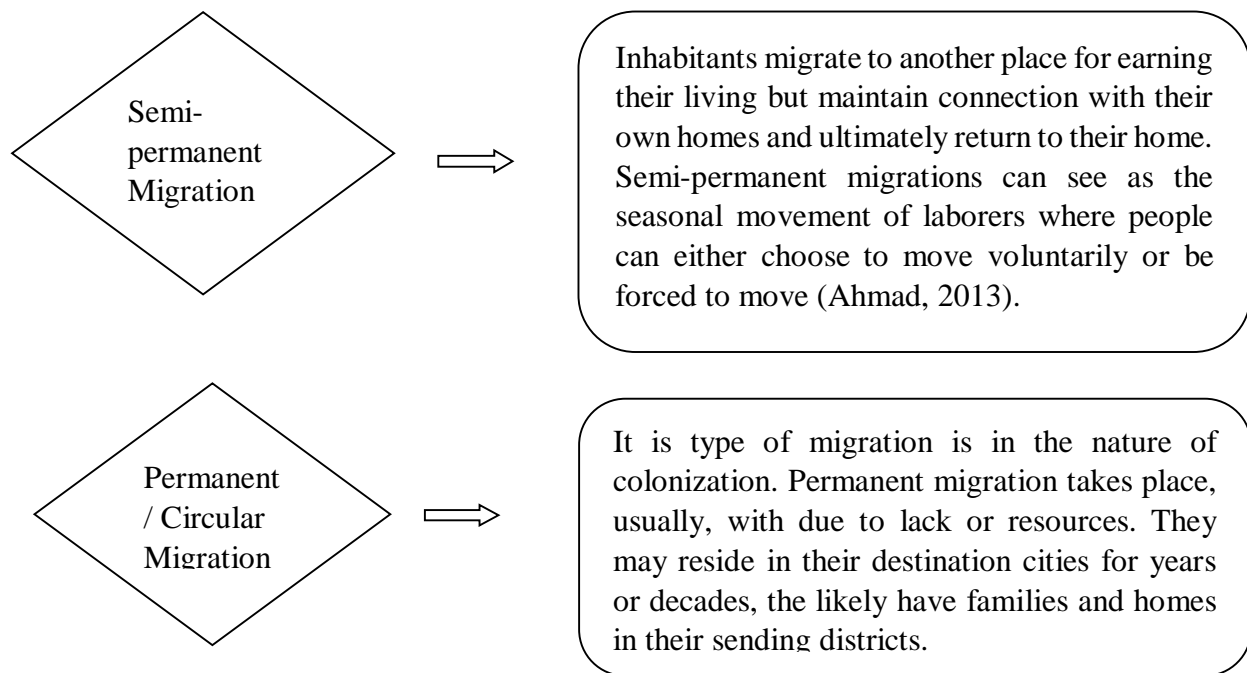 Semi-
permanent
Migration
Inhabitants migrate to another place for earning
their living but maintain connection with their
own homes and ultimately return to their home.
Semi-permanent migrations can see as the
seasonal movement of laborers where people
can either choose to move voluntarily or be
forced to move (Ahmad, 2013).
Permanent
/ Circular
Migration
It is type of migration is in the nature of
colonization. Permanent migration takes place,
usually, with due to lack or resources. They
may reside in their destination cities for years
or decades, the likely have families and homes
in their sending districts.